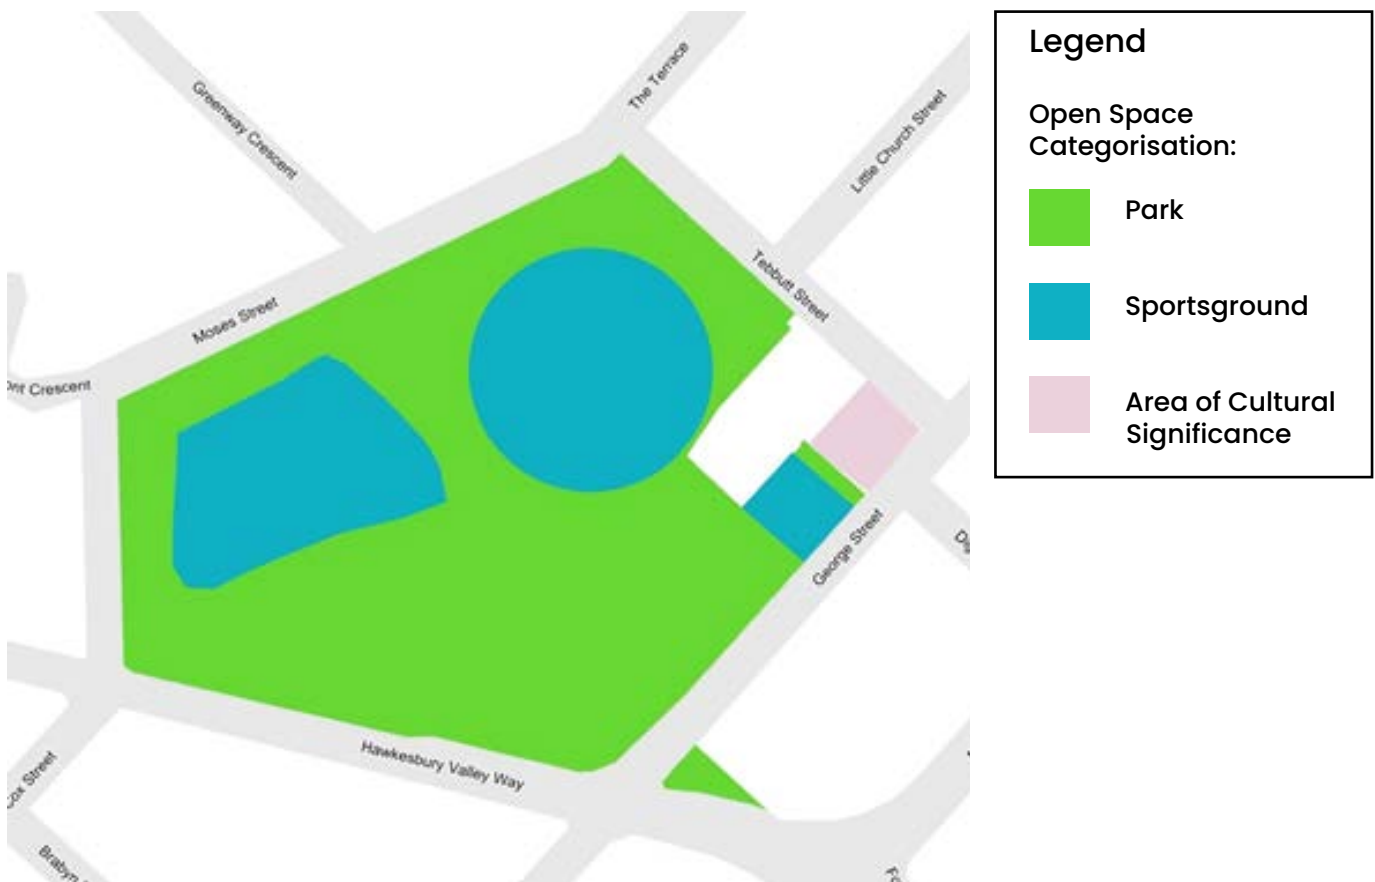 Greenway Crescent
The Terrace
Little Church Street
Tebbutt Street
Moses Street
Crescent
George Street
Hawkesbury Valley Way
Street
Legend
Open Space
Categorisation:
Park
Sportsground
Area of Cultural
Significance